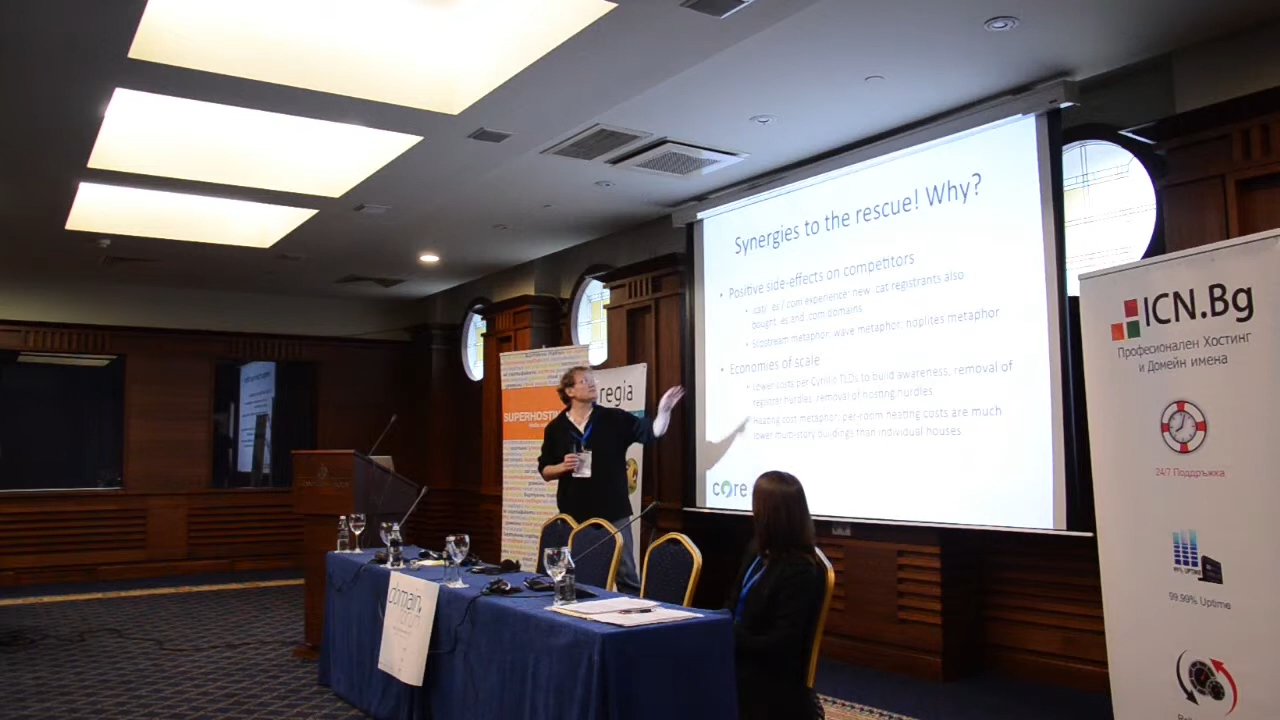 Synergies to the rescue! Why?
• Positive side-effects on competitors
• .cat/ .es /.com experience: new .cat registrants also
bought .es and .com domains
• Slipstream metaphor; wave metaphor; hoplites metaphor
• Economies of scale
• Lower costs per Cyrillic TLDs to build awareness, removal of
registrar hurdles, removal of hosting hurdles
• Heating cost metaphor: per-room heating costs are much
lower multi-story buildings than individual houses
core
SUPERHOSTIN
regia
domain.
ICN.Bg
Професионален Хостинг
и Домейн имена
24/7 Поддръжка
99.99% Uptime